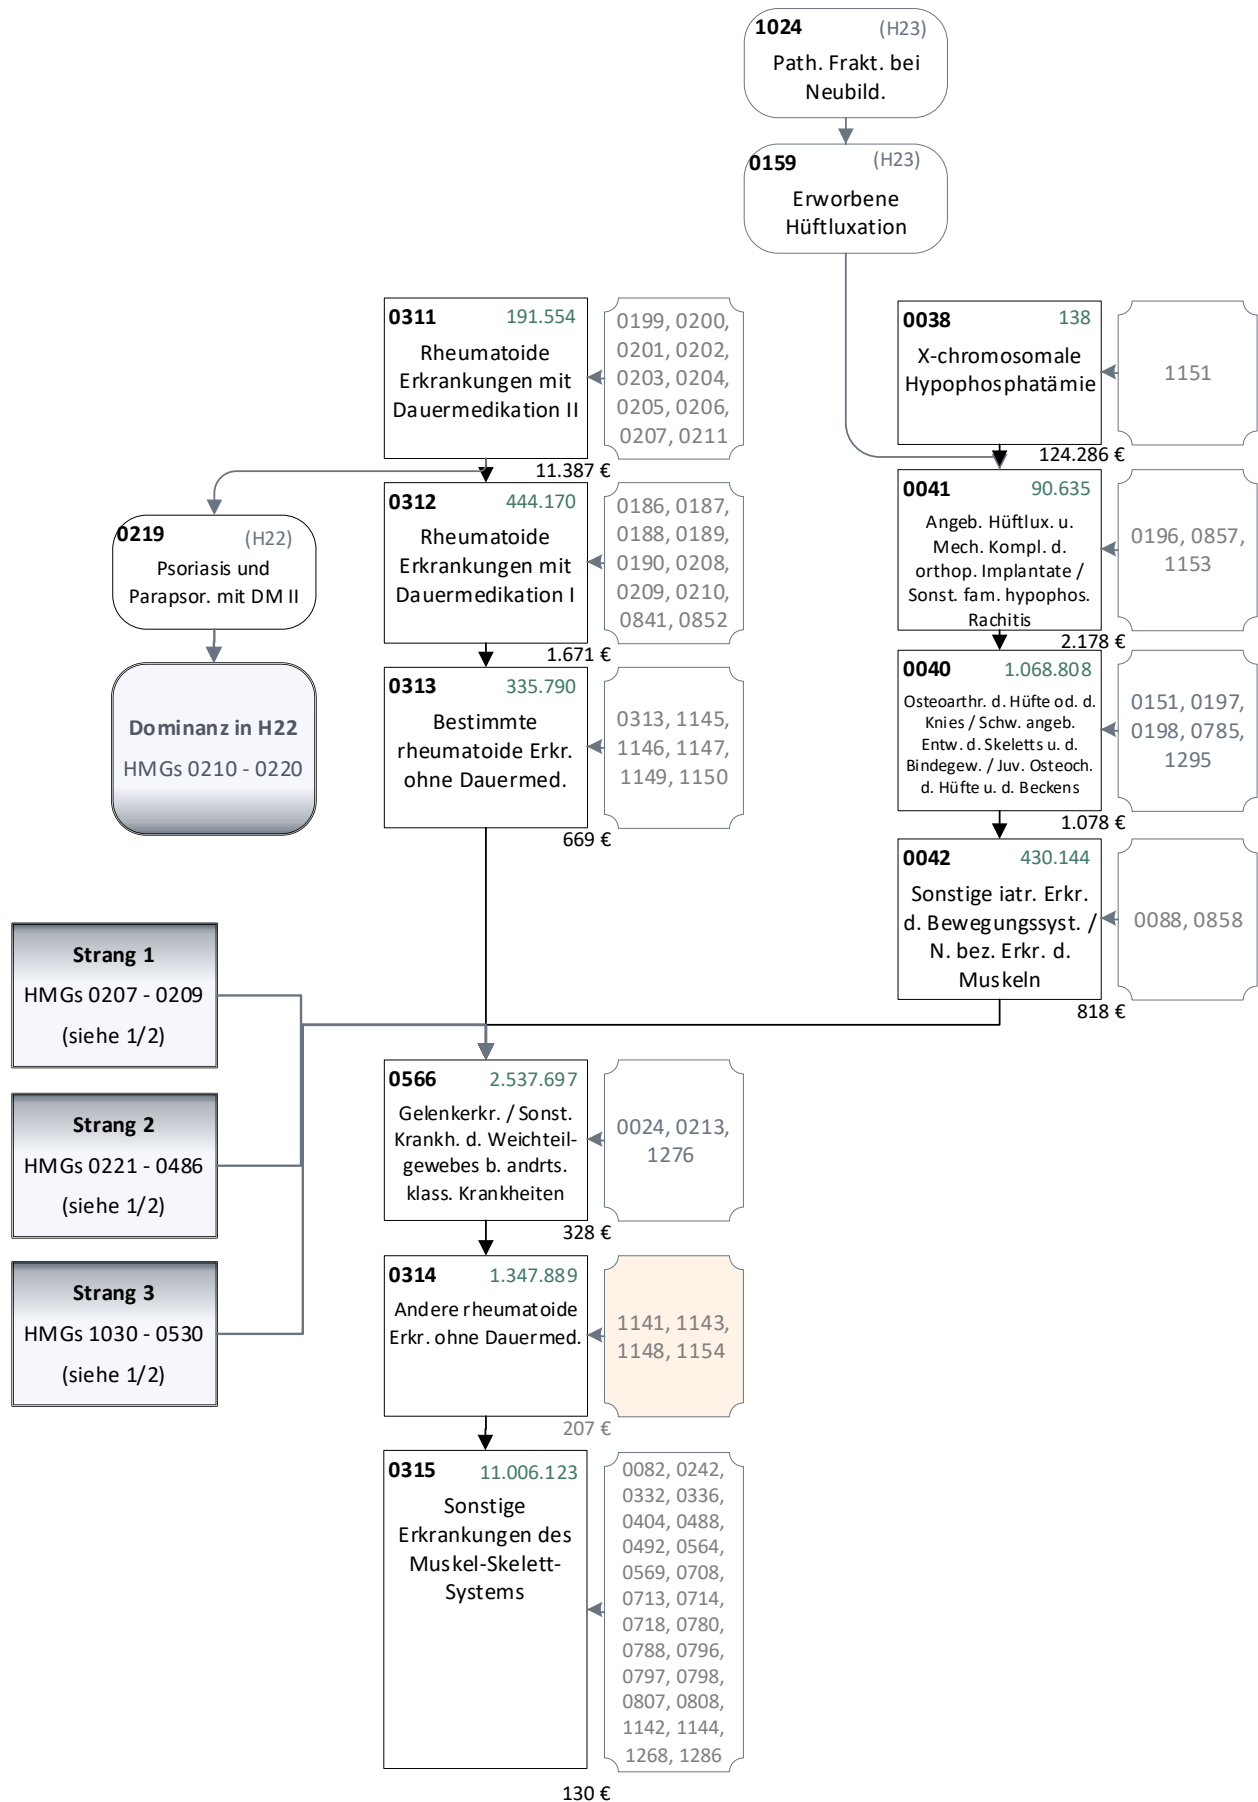 1024 (H23)
Path. Frakt. bei
Neubild.
0159 (H23)
Erworbene
Hüftluxation
0311 191.554
Rheumatoide
Erkrankungen mit
Dauermedikation II
11.387 €
0199, 0200,
0201, 0202,
0203, 0204,
0205, 0206,
0207, 0211
0038 138
X-chromosomale
Hypophosphatämie
124.286 €
1151
0219 (H22)
Psoriasis und
Parapsor. mit DM II
Dominanz in H22
HMGs 0210 - 0220
0312 444.170
Rheumatoide
Erkrankungen mit
Dauermedikation I
1.671 €
0186, 0187,
0188, 0189,
0190, 0208,
0209, 0210,
0841, 0852
0041 90.635
Angeb. Hüftlux. u.
Mech. Kompl. d.
orthop. Implantate /
Sonst. fam. hypophos.
Rachitis
2.178 €
0196, 0857,
1153
0313 335.790
Bestimmte
rheumatoide Erkr.
ohne Dauermed.
669 €
0313, 1145,
1146, 1147,
1149, 1150
0040 1.068.808
Osteoarthr. d. Hüfte od. d.
Knies / Schw. angeb.
Entw. d. Skeletts u. d.
Bindegew. / Juv. Osteoch.
d. Hüfte u. d. Beckens
1.078 €
0151, 0197,
0198, 0785,
1295
0042 430.144
Sonstige iatr. Erkr.
d. Bewegungssyst. /
N. bez. Erkr. d.
Muskeln
818 €
0088, 0858
Strang 1
HMGs 0207 - 0209
(siehe 1/2)
Strang 2
HMGs 0221 - 0486
(siehe 1/2)
Strang 3
HMGs 1030 - 0530
(siehe 1/2)
0566 2.537.697
Gelenkerkr. / Sonst.
Krankh. d. Weichteil-
gewebes b. andrts.
klass. Krankheiten
328 €
0024, 0213,
1276
0314 1.347.889
Andere rheumatoide
Erkr. ohne Dauermed.
207 €
1141, 1143,
1148, 1154
0315 11.006.123
Sonstige
Erkrankungen des
Muskel-Skelett-
Systems
130 €
0082, 0242,
0332, 0336,
0404, 0488,
0492, 0564,
0569, 0708,
0713, 0714,
0718, 0780,
0788, 0796,
0797, 0798,
0807, 0808,
1142, 1144,
1268, 1286